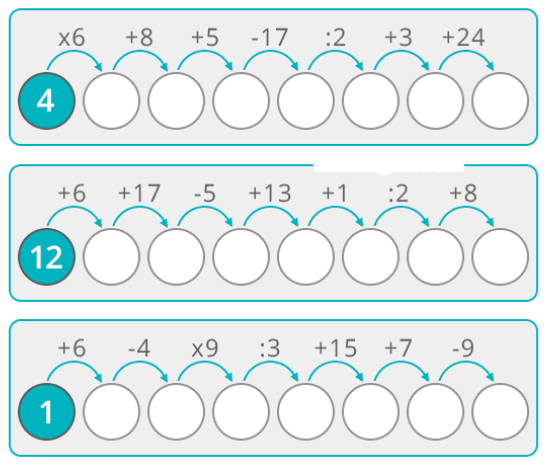 x6 +8 +5 -17 :2 +3 +24
4
+6 +17 -5 +13 +1 :2 +8
12
+6 -4 x9 :3 +15 +7 -9
1